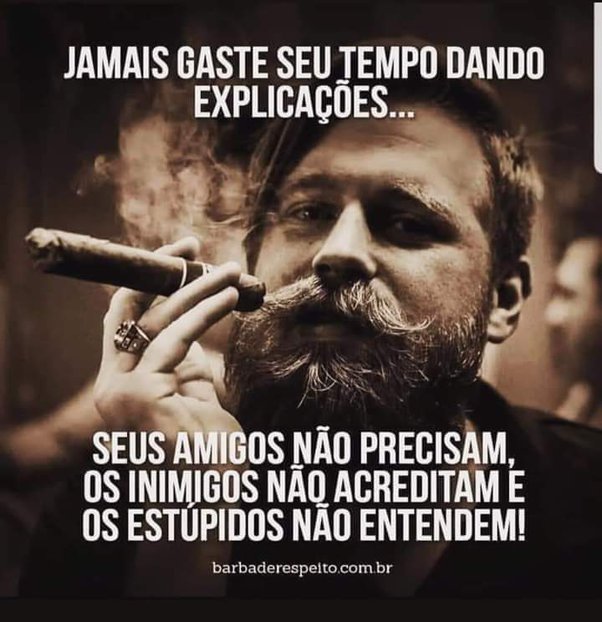 JAMAIS GASTE SEU TEMPO DANDO
EXPLICAÇÕES...
SEUS AMIGOS NÃO PRECISAM,
OS INIMIGOS NÃO ACREDITAM E
OS ESTÚPIDOS NÃO ENTENDEM!
barbaderespeito.com.br